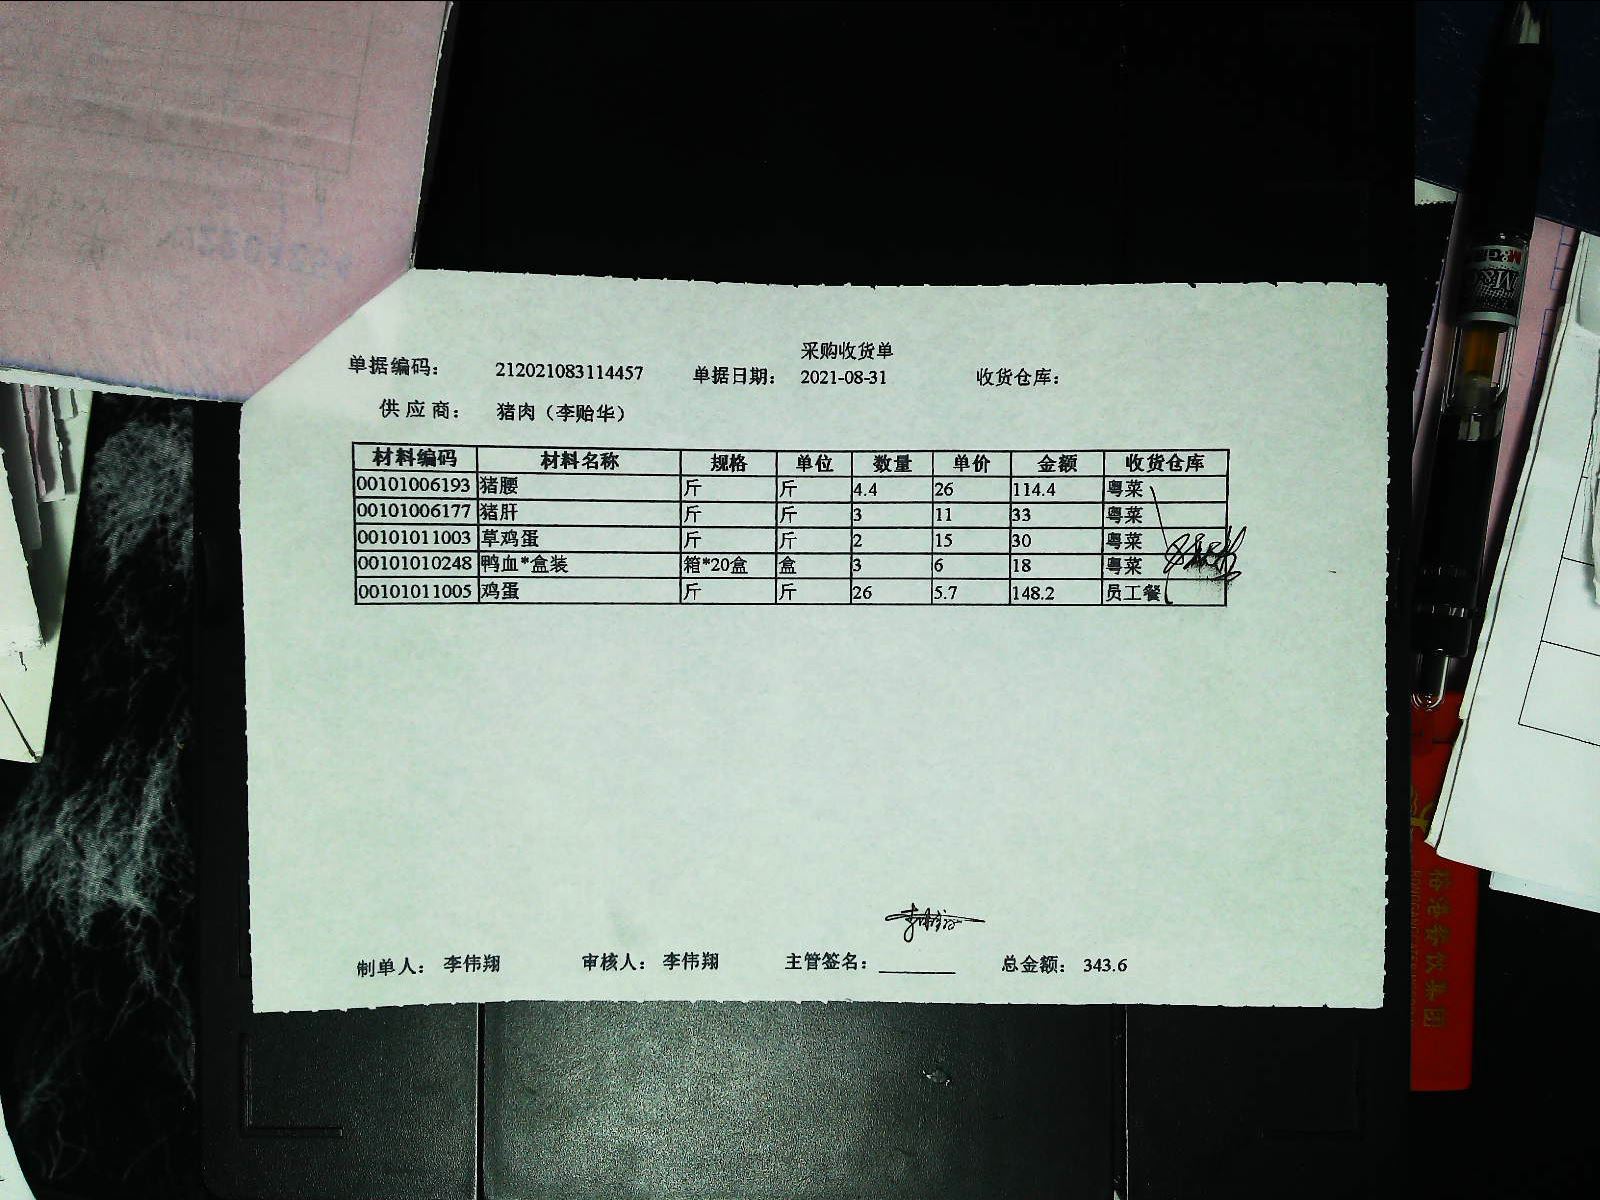 采购收货单
单据编码： 212021083114457 单据日期： 2021-08-31 收货仓库：
供应商： 猪肉（李贻华）
材料编码 材料名称 规格 单位 数量 单价 金额 收货仓库
00101006193 猪腰 斤 斤 4.4 26 114.4 粤菜
00101006177 猪肝 斤 斤 3 11 33 粤菜
00101011003 草鸡蛋 斤 斤 2 15 30 粤菜
00101010248 鸭血*盒装 箱*20盒 盒 3 6 18 粤菜
00101011005 鸡蛋 斤 斤 26 5.7 148.2 员工餐
制单人： 李伟翔 审核人： 李伟翔 主管签名： 总金额： 343.6